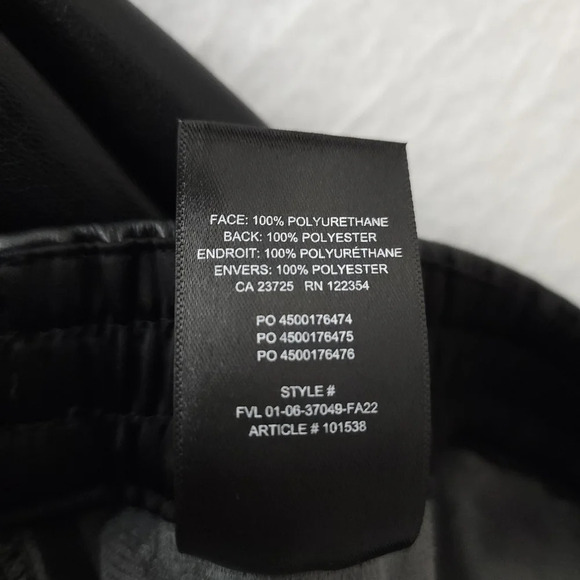 FACE: 100% POLYURETHANE
BACK: 100% POLYESTER
ENDROIT: 100% POLYURÉTHANE
ENVERS: 100% POLYESTER
CA 23725 RN 122354
PO 4500176474
PO 4500176475
PO 4500176476
STYLE #
FVL 01-06-37049-FA22
ARTICLE # 101538